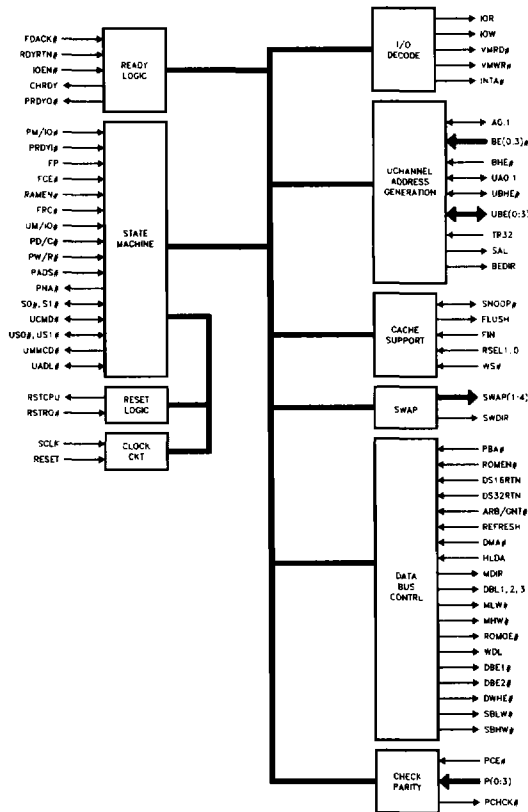 FDACK#
RDYRTN#
IOEN#
CHRDY
PRDYO#
READY
LOGIC
PM/IO#
PRDYI#
FP
FCE#
RAMEN#
FRC#
UM/IO#
PD/C#
PW/R#
PADS#
PNA#
S0#, S1#
UCMD#
US0#, US1#
UMMCD#
UADL#
STATE
MACHINE
RSTCPU
RSTRQ#
RESET
LOGIC
SCLK
RESET
CLOCK
CKT
I/O
DECODE
IOR
IOW
VMRD#
VMWR#
INTA#
UCHANNEL
ADDRESS
GENERATION
A0,1
BE(0:3)#
BHE#
UA0,1
UBHE#
UBE(0:3)
TR32
SAL
BEDIR
CACHE
SUPPORT
SNOOP#
FLUSH
FIN
RSEL1,0
WS#
SWAP
SWAP(1-4)
SWDIR
DATA
BUS
CONTRL
PBA#
ROMEN#
DS16RTN
DS32RTN
ARB/GNT#
REFRESH
DMA#
HLDA
MDIR
DBL1,2,3
MLW#
MHW#
ROMOE#
WDL
DBE1#
DBE2#
DWHE#
SBLW#
SBHW#
CHECK
PARITY
PCE#
P(0:3)
PCHCK#